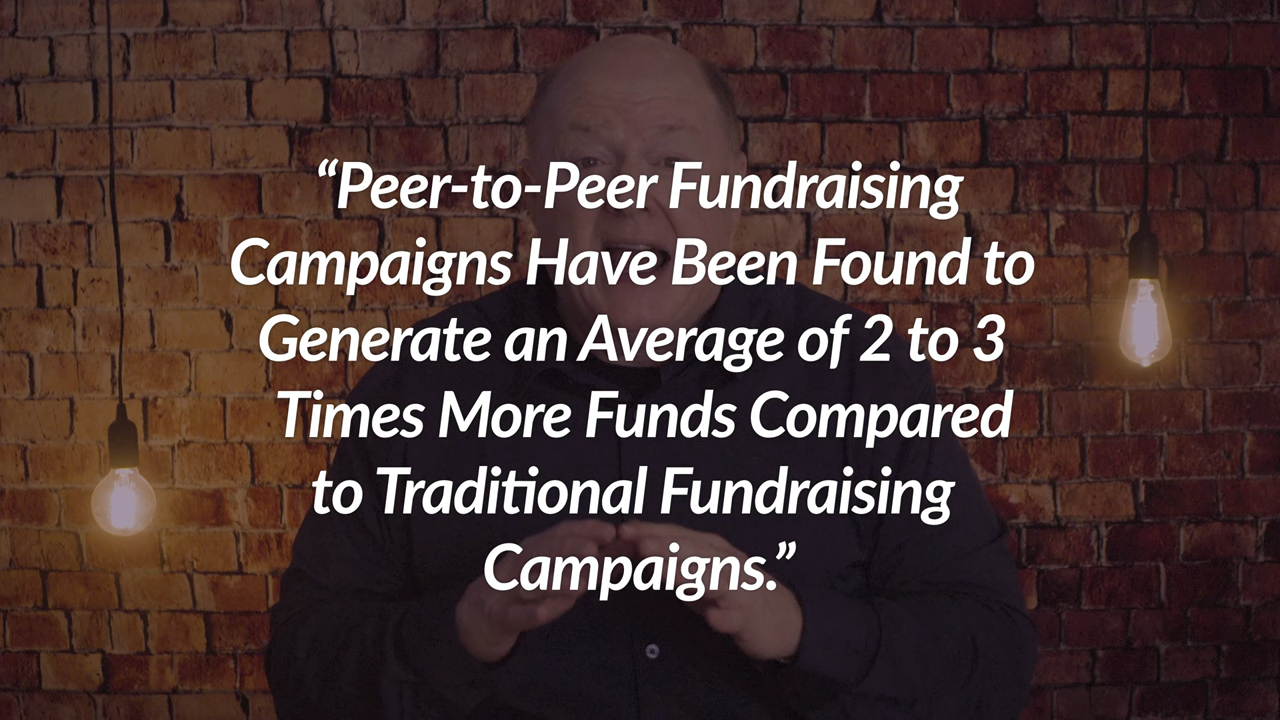 “Peer-to-Peer Fundraising
Campaigns Have Been Found to
Generate an Average of 2 to 3
Times More Funds Compared
to Traditional Fundraising
Campaigns.”